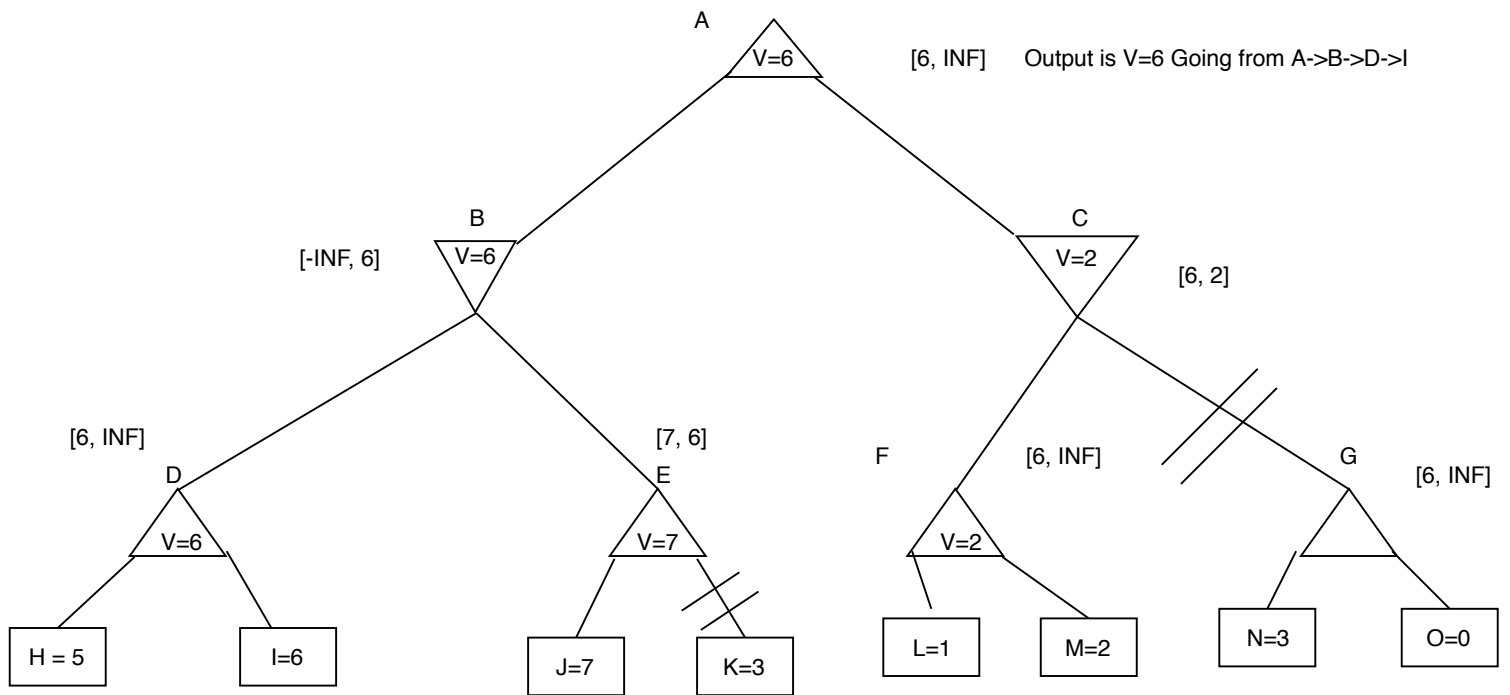 A
V=6
[6, INF]
Output is V=6 Going from A->B->D->I
B
V=6
[-INF, 6]
C
V=2
[6, 2]
[6, INF]
D
V=6
[7, 6]
E
V=7
F
[6, INF]
V=2
G
[6, INF]
H = 5
I=6
J=7
K=3
L=1
M=2
N=3
O=0